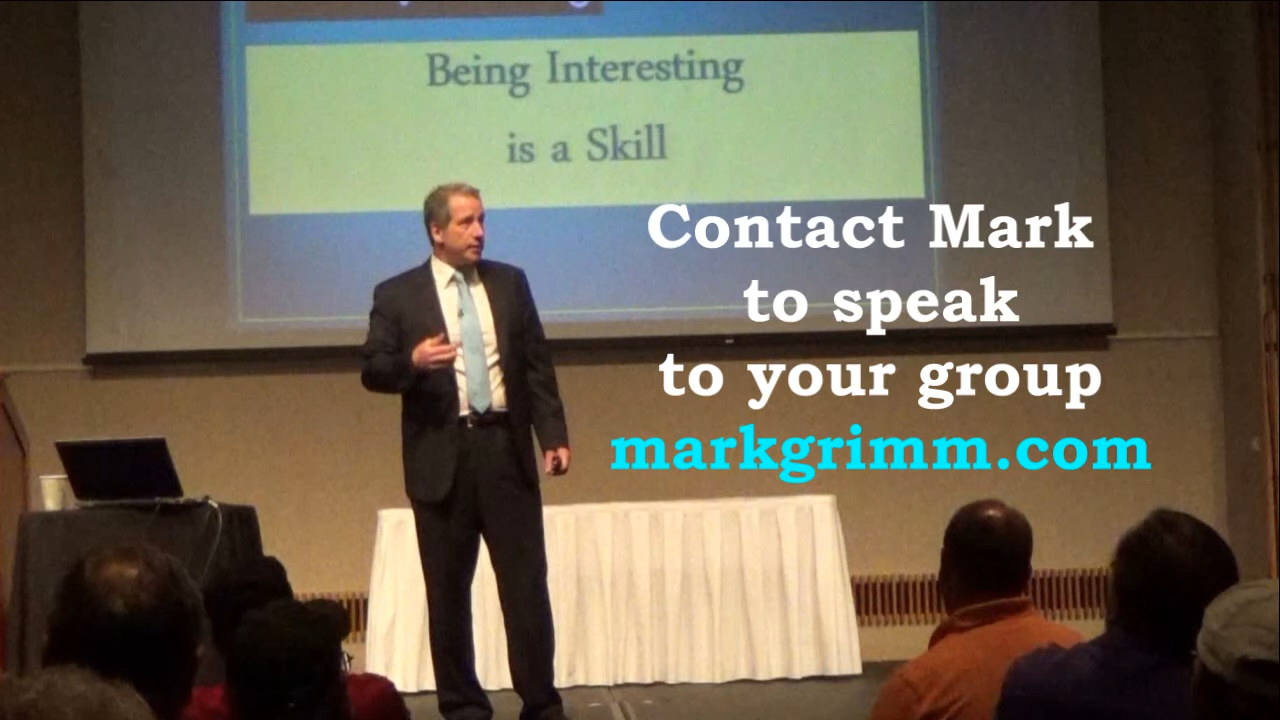 Being Interesting
is a Skill
Contact Mark
to speak
to your group
markgrimm.com